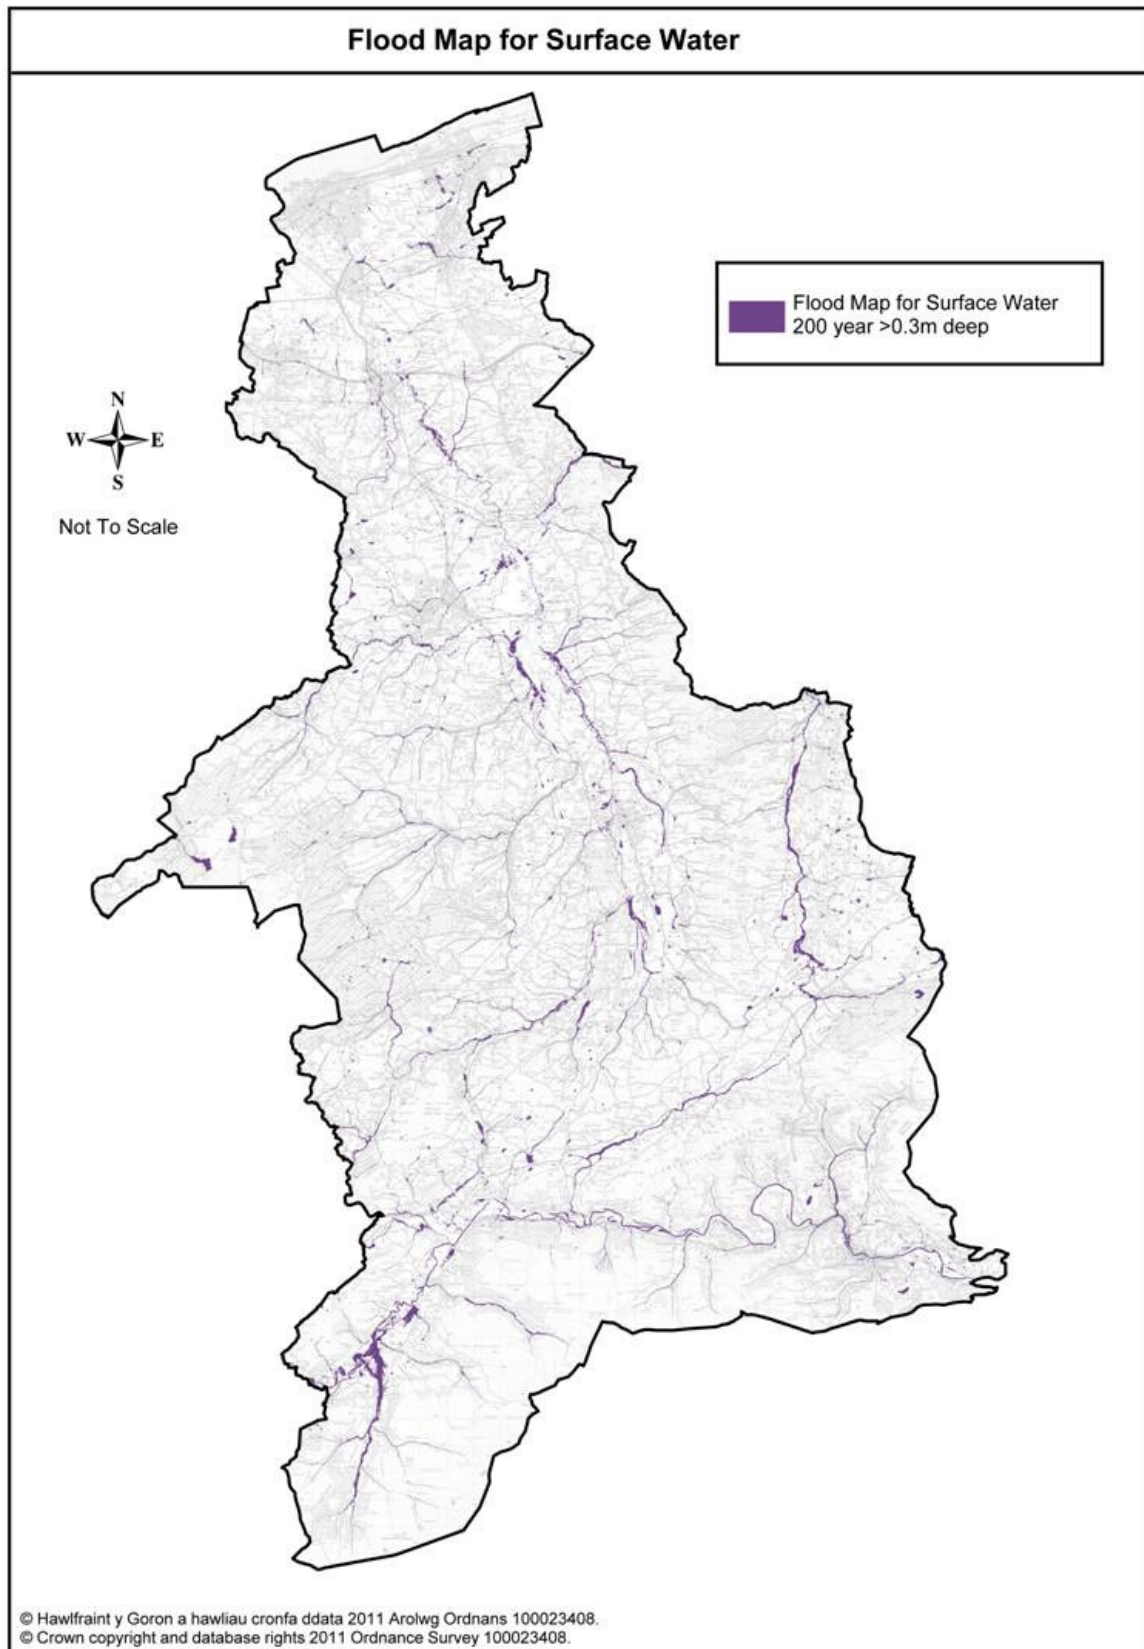 Flood Map for Surface Water
Flood Map for Surface Water
200 year >0.3m deep
N
W E
S
Not To Scale
© Hawlfraint y Goron a hawliau cronfa ddata 2011 Arolwg Ordnans 100023408.
© Crown copyright and database rights 2011 Ordnance Survey 100023408.